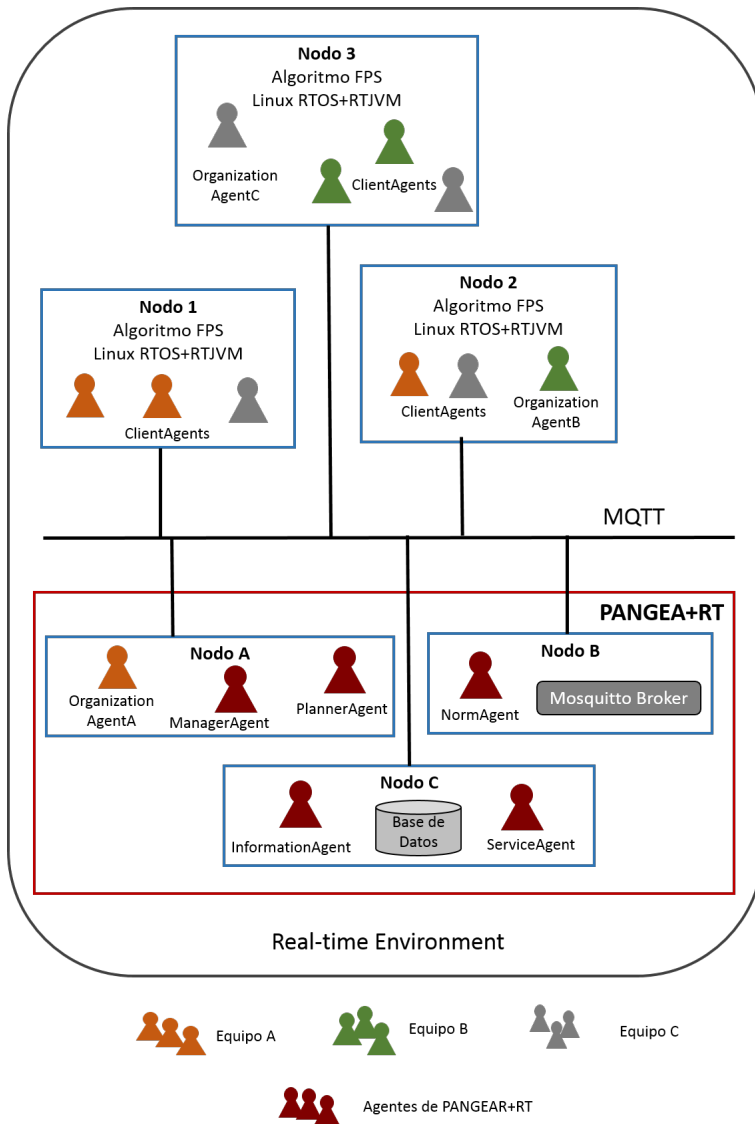 Nodo 3
Algoritmo FPS
Linux RTOS+RTJVM
Organization
AgentC
ClientAgents
Nodo 1
Algoritmo FPS
Linux RTOS+RTJVM
ClientAgents
Nodo 2
Algoritmo FPS
Linux RTOS+RTJVM
ClientAgents
Organization
AgentB
MQTT
PANGEA+RT
Nodo A
Organization
AgentA
ManagerAgent
PlannerAgent
Nodo B
NormAgent
Mosquitto Broker
Nodo C
InformationAgent
Base de
Datos
ServiceAgent
Real-time Environment
Equipo A
Equipo B
Equipo C
Agentes de PANGEAR+RT